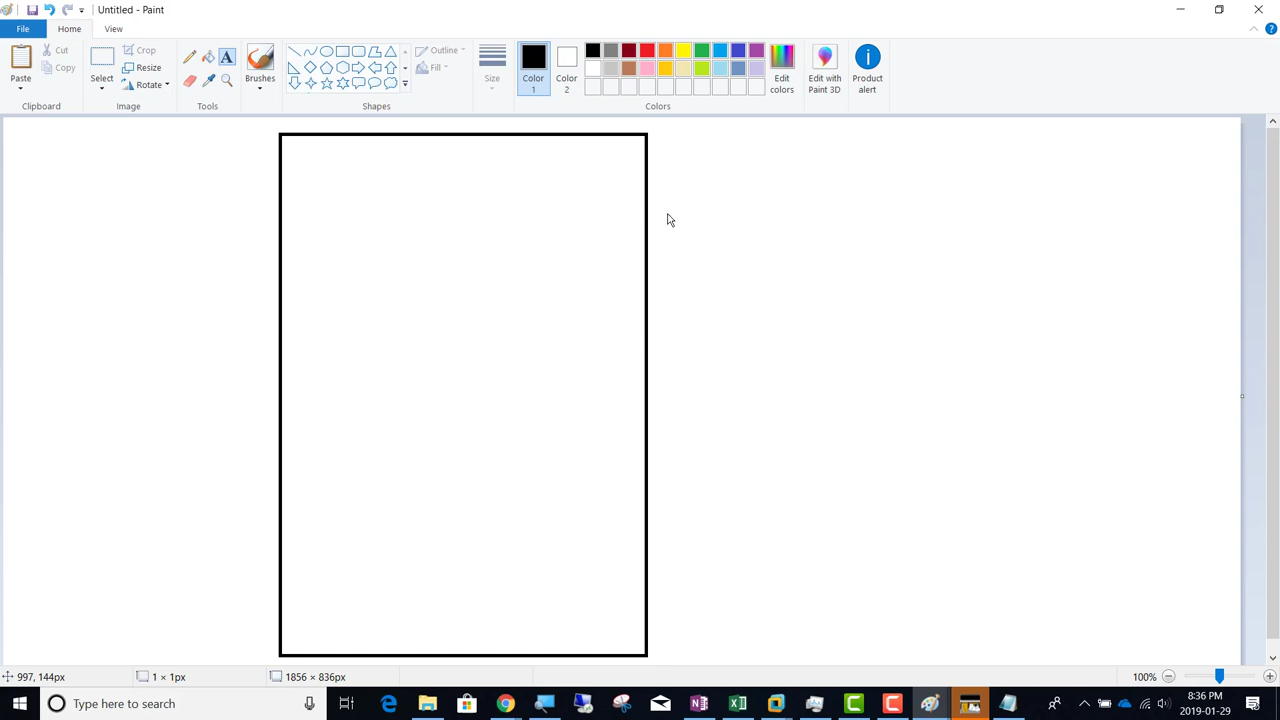 Untitled - Paint
File
Home
View
Paste
Cut
Copy
Clipboard
Select
Crop
Resize
Rotate
Image
A
Tools
Brushes
Shapes
Outline
Fill
Size
Color
1
Color
2
Edit
colors
Colors
Edit with
Paint 3D
Product
alert
997, 144px
1 × 1px
1856 × 836px
100%
Type here to search
8:36 PM
2019-01-29